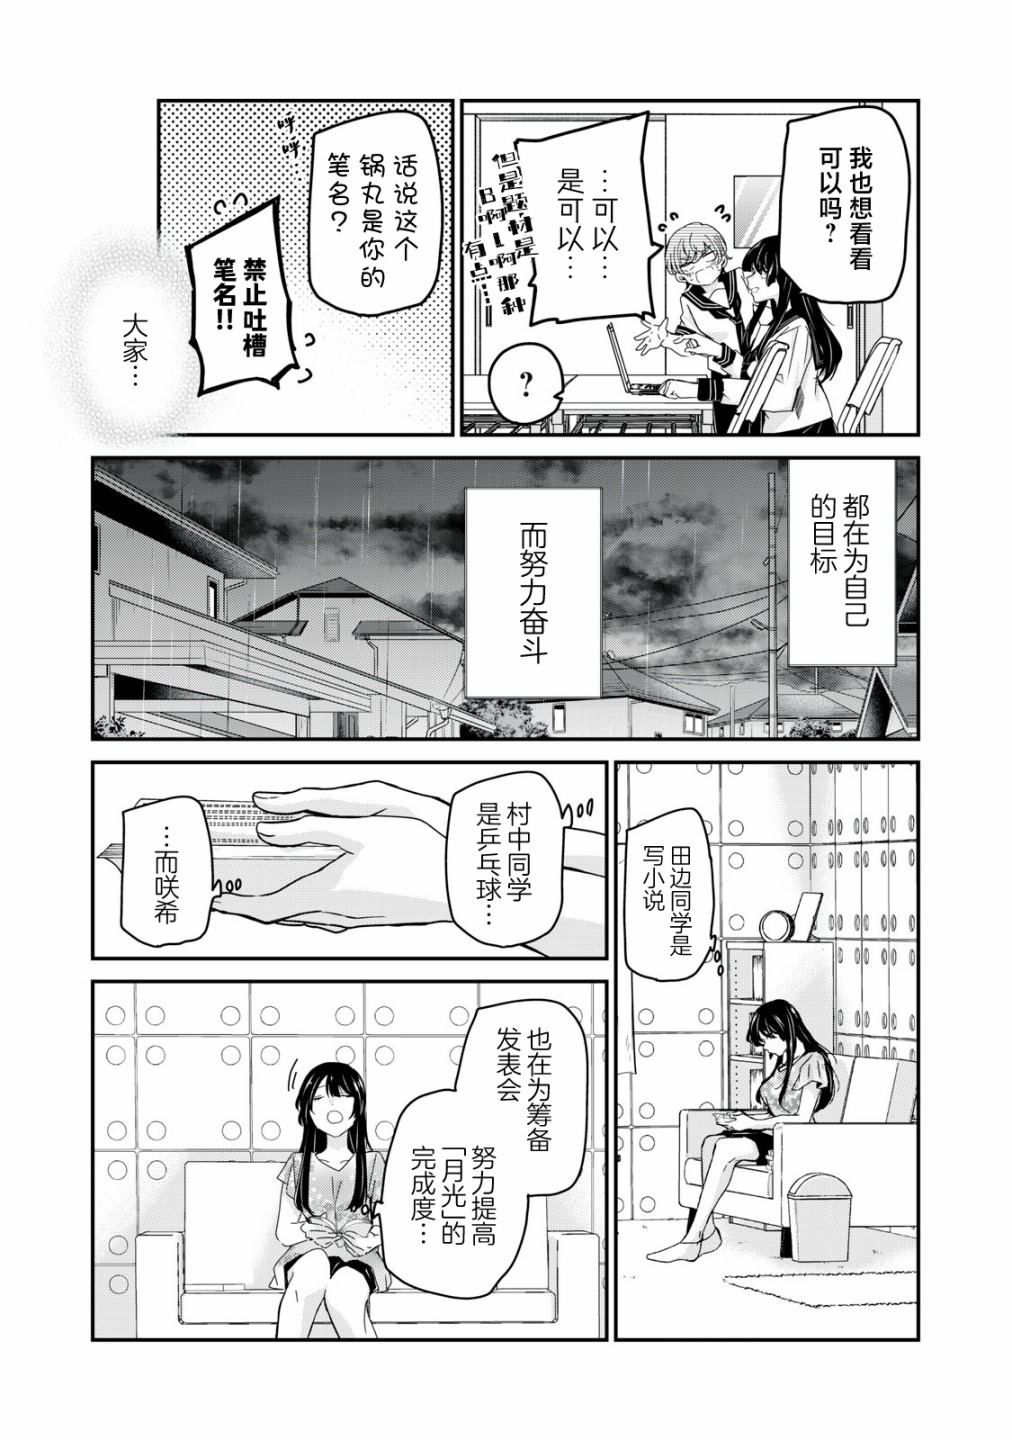 我也想看看
可以吗？
…可以…
是可以…
但是题材是
B啊L啊那种
有点…
？
话说这个
锅丸是你的
笔名？
呼
呼…
禁止吐槽
笔名!!
大家…
都在为自己
的目标
而努力奋斗
田边同学是
写小说
村中同学
是乒乓球…
…而咲希
也在为筹备
发表会
努力提高
「月光」的
完成度…